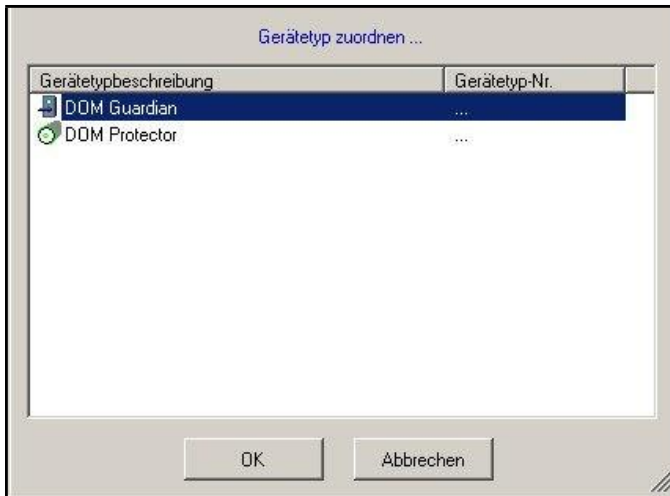 Gerätetyp zuordnen ...
Gerätetypbeschreibung Gerätetyp-Nr.
DOM Guardian ...
DOM Protector ...
OK Abbrechen